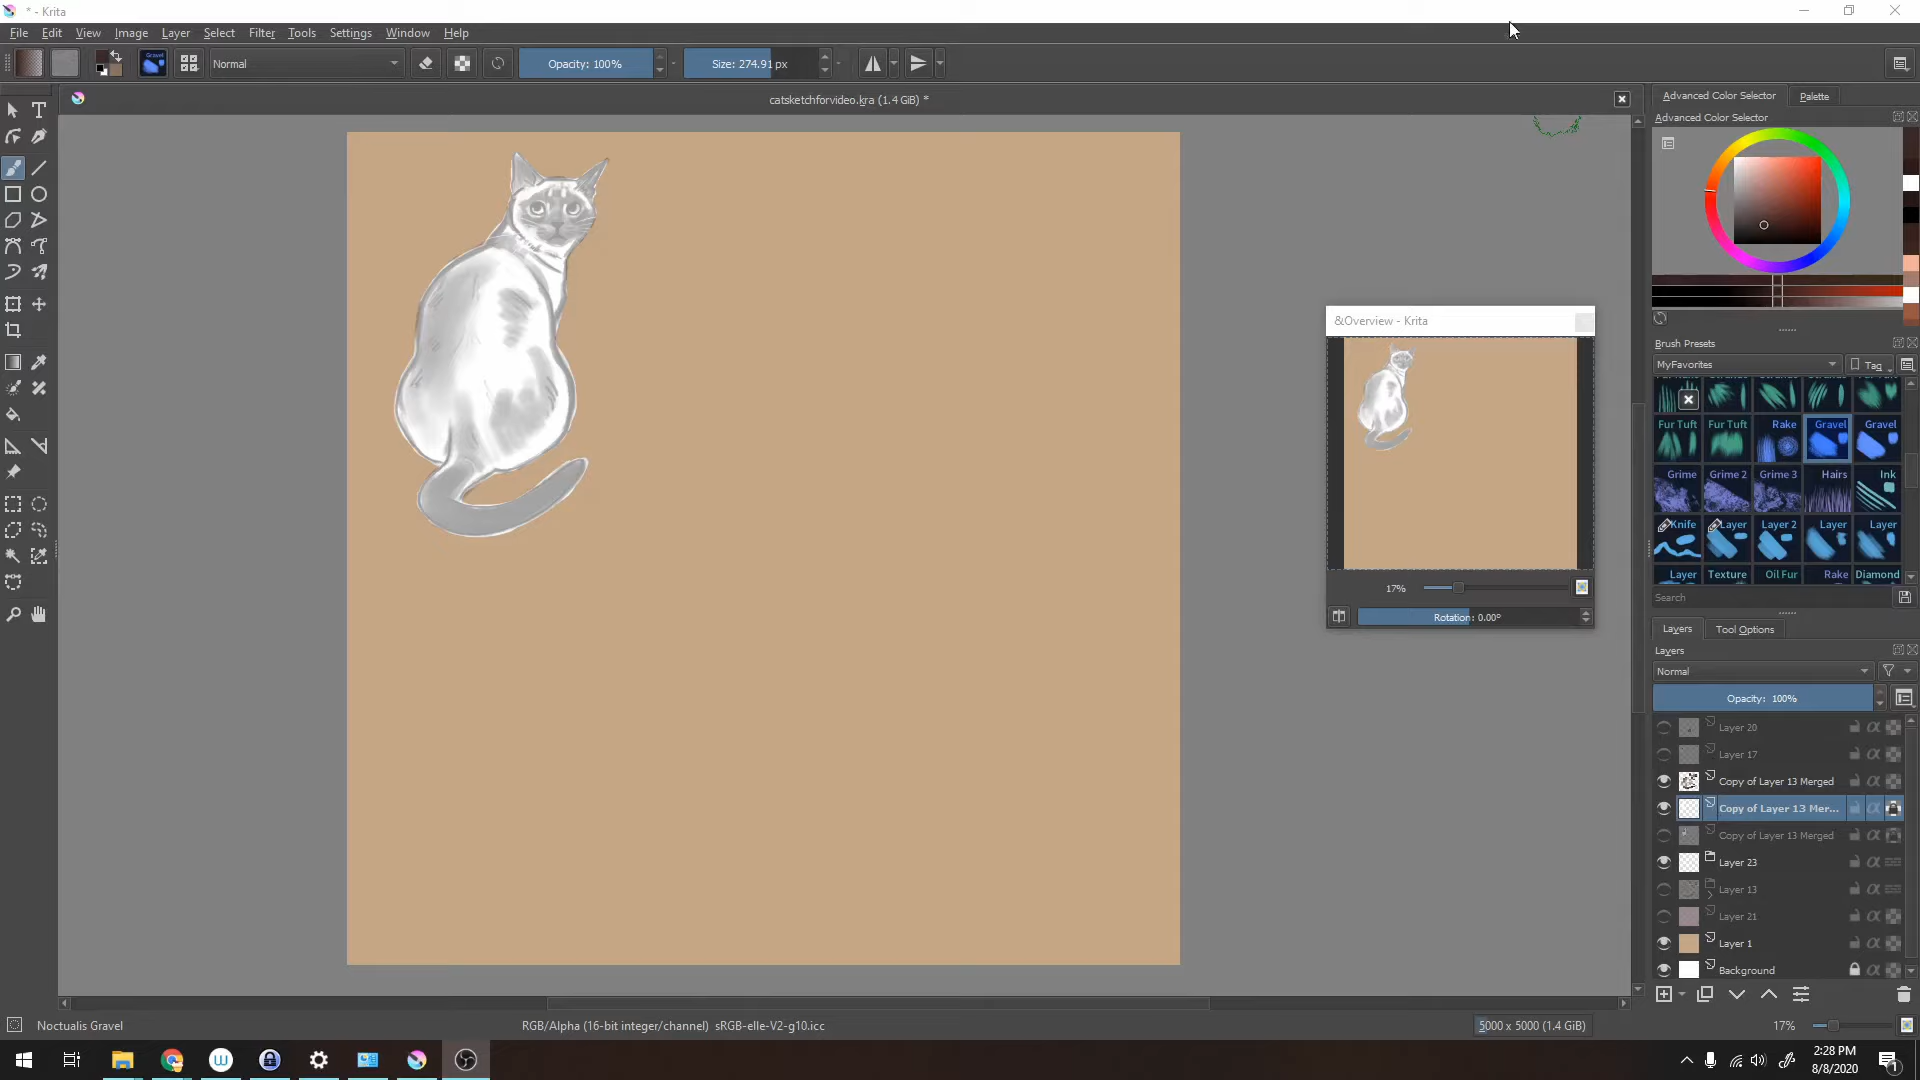 * - Krita
File Edit View Image Layer Select Filter Tools Settings Window Help
Gravel
Normal
Opacity: 100%
Size: 274.91 px
catsketchforvideo.kra (1.4 GiB) *
Advanced Color Selector
Palette
Advanced Color Selector
&Overview - Krita
17%
Rotation: 0.00°
Brush Presets
MyFavorites
Tag
Fur Tuft Fur Tuft Rake Gravel Gravel
Grime Grime 2 Grime 3 Hairs Ink
Knife Layer Layer 2 Layer Layer
Layer Texture Oil Fur Rake Diamond
Search
Layers
Tool Options
Layers
Normal
Opacity: 100%
Layer 20
Layer 17
Copy of Layer 13 Merged
Copy of Layer 13 Mer...
Copy of Layer 13 Merged
Layer 23
Layer 13
Layer 21
Layer 1
Background
Noctualis Gravel
RGB/Alpha (16-bit integer/channel) sRGB-elle-V2-g10.icc
5000 x 5000 (1.4 GiB)
17%
2:28 PM
8/8/2020
1